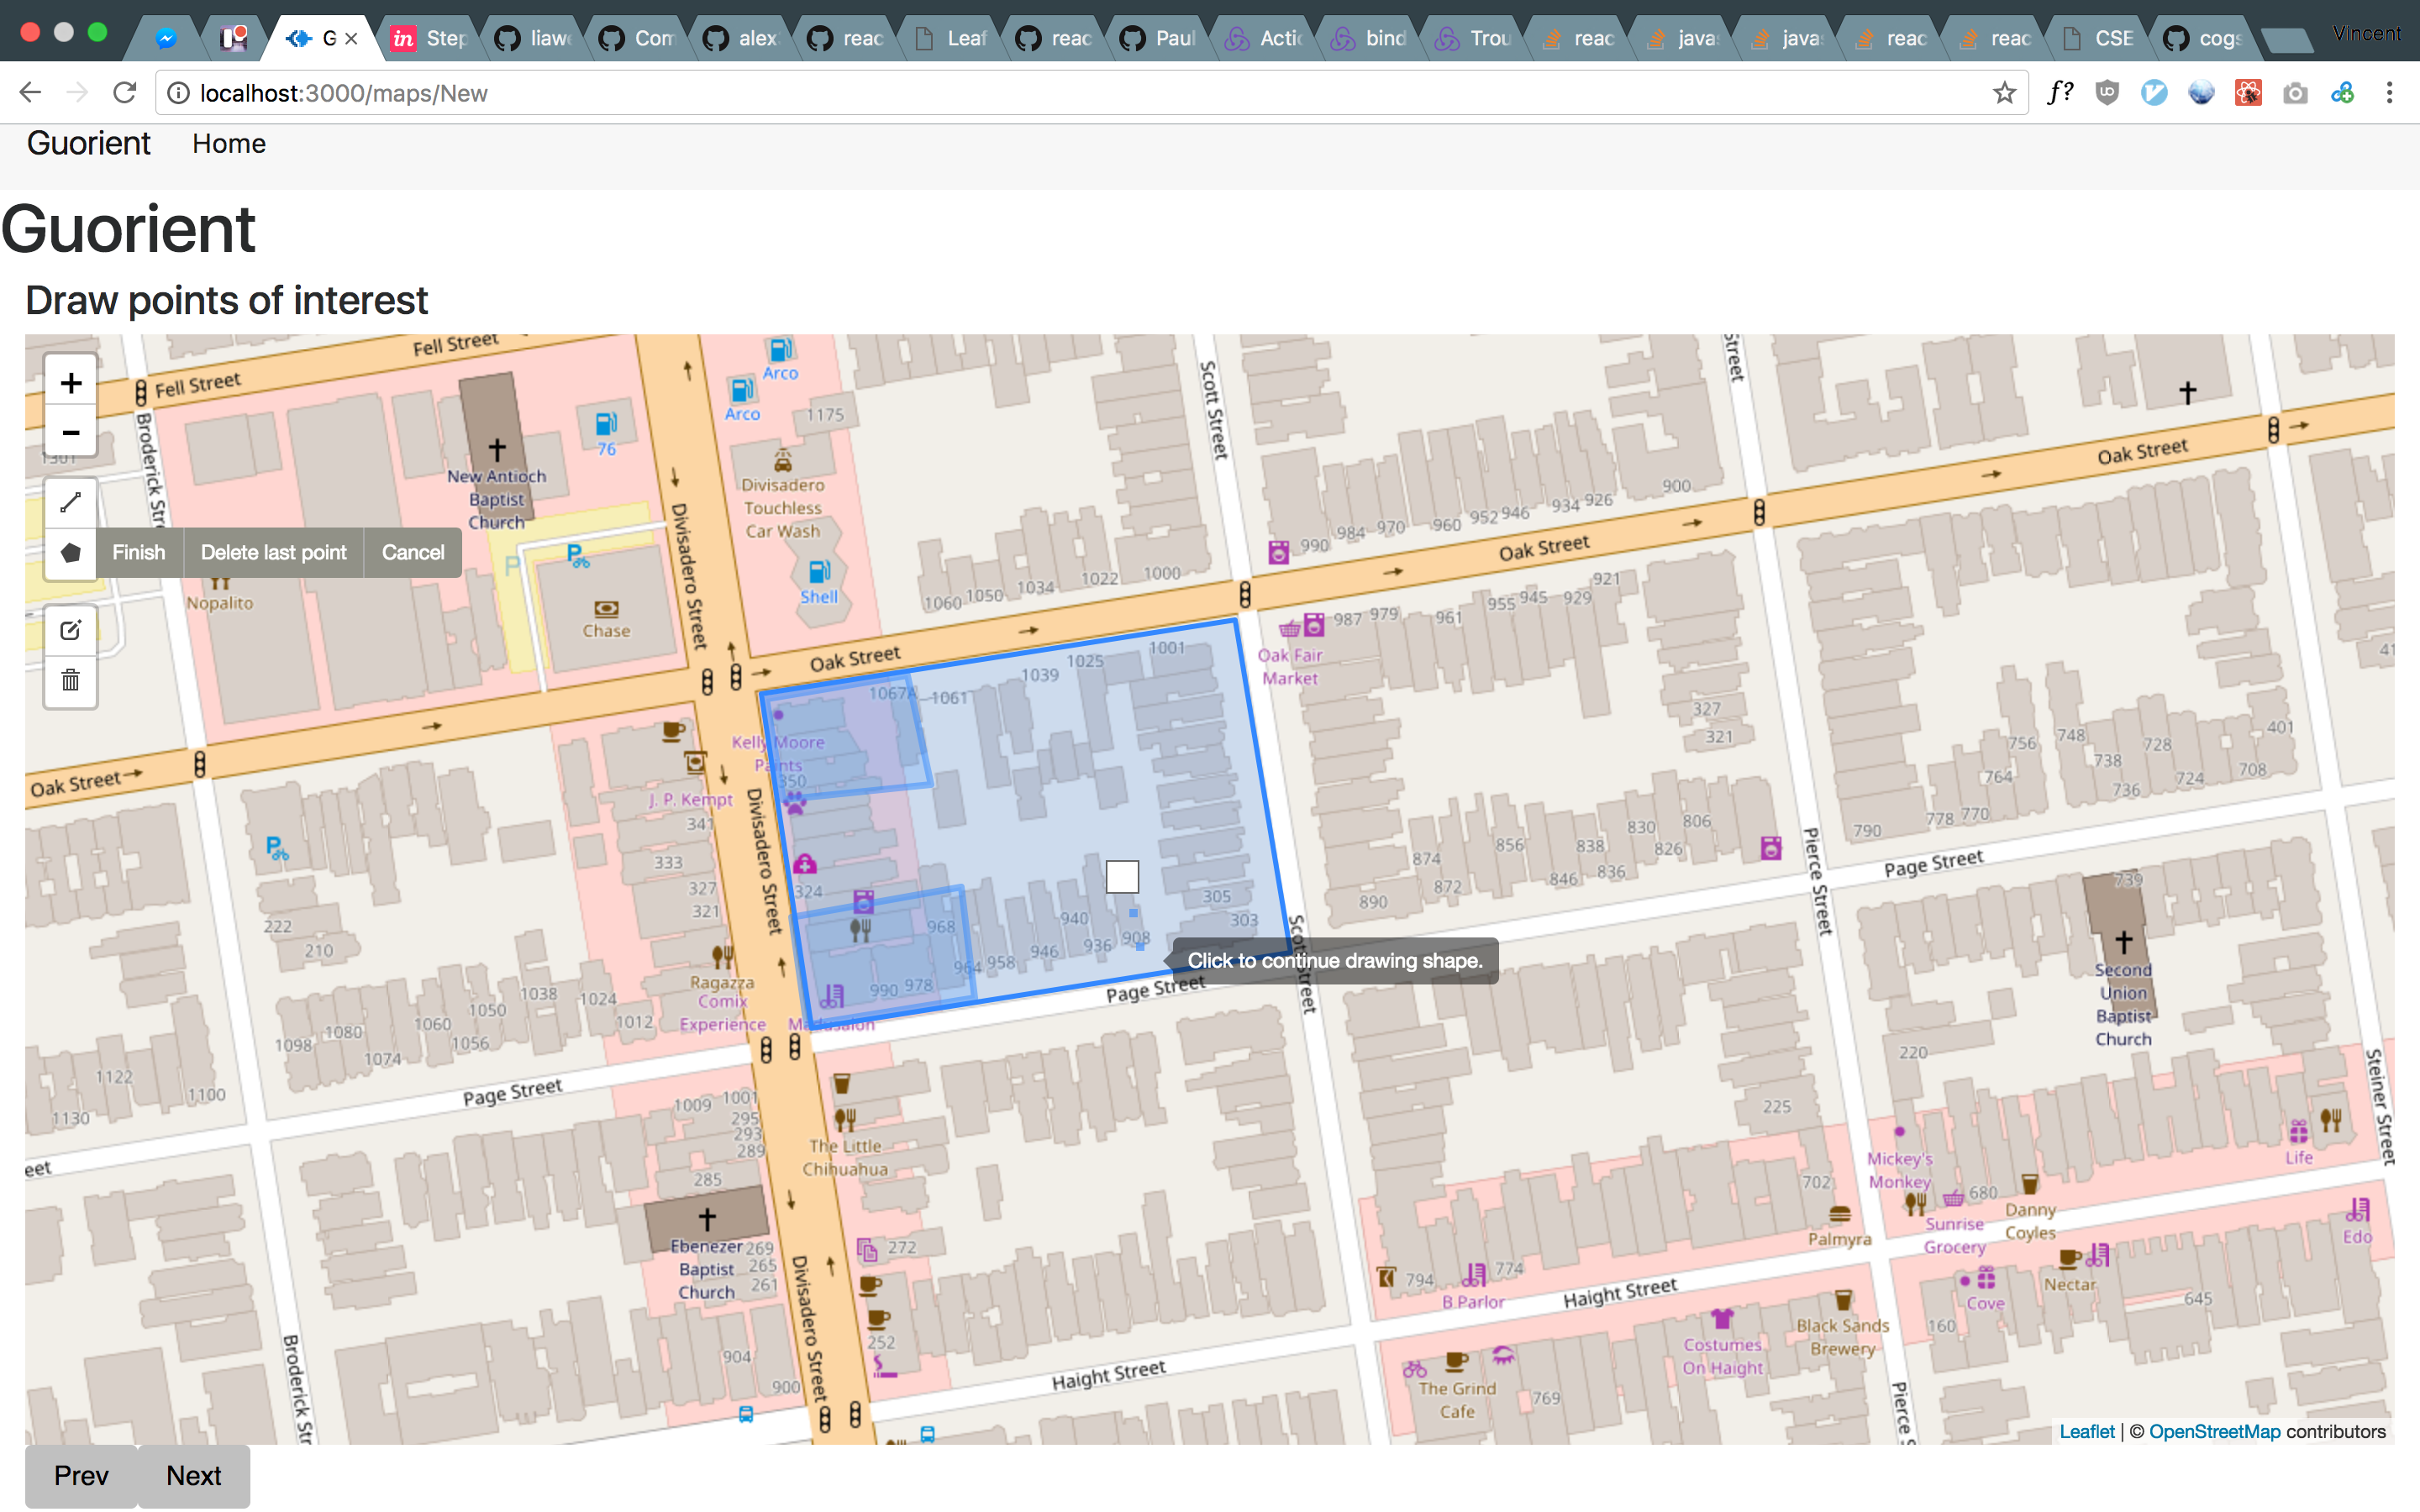 G
Step
liaw
Com
alex
reac
Leaf
reac
Paul
Actic
bind
Trou
reac
java
java
reac
reac
CSE
cogs
Vincent
localhost:3000/maps/New
f?
Guorient Home
Guorient
Draw points of interest
+
−
Finish Delete last point Cancel
Fell Street
Fell Street
Broderick Str
New Antioch
Baptist
Church
76
Arco
Arco
1175
Divisadero
Touchless
Car Wash
Shell
Divisadero Street
Scott Street
Street
Nopalito
Chase
P
Oak Street
Oak Street
Oak Street
Oak Street
1060 1050 1034 1022 1000
990 984 970 960 952 946 934 926 900
987 979 961 955 945 929 921
Oak Fair
Market
1067A 1061 1039 1025 1001
Kelly Moore
Paints
350
J. P. Kempt
341
333
327
321
324
Divisadero Street
Ragazza
Comix
Experience
Madusalon
990 978 968 964 958 946 940 936 908
305
303
Click to continue drawing shape.
Scott Street
Page Street
Page Street
Page Street
327
321
874 872 856 846 838 836 830 826 806
890
Pierce Street
790 778 770 764 756 748 738 736 728 724 708 401
41
739
Second
Union
Baptist
Church
220
225
Steiner Street
222
210
1098 1080 1074 1060 1056 1050 1038 1024 1012
1122
1130
1100
eet
1009 1001
295
293
289
285
Ebenezer
Baptist
Church
269
265
261
The Little
Chihuahua
272
252
Divisadero Street
904
900
Broderick Str
Haight Street
Haight Street
794
774
B Parlor
The Grind
Cafe
769
Costumes
On Haight
Black Sands
Brewery
Palmyra
702
Mickey's
Monkey
680
Sunrise
Grocery
Danny
Coyles
Life
Edo
Nectar
Cove
160
645
Pierce S
Leaflet | © OpenStreetMap contributors
Prev Next